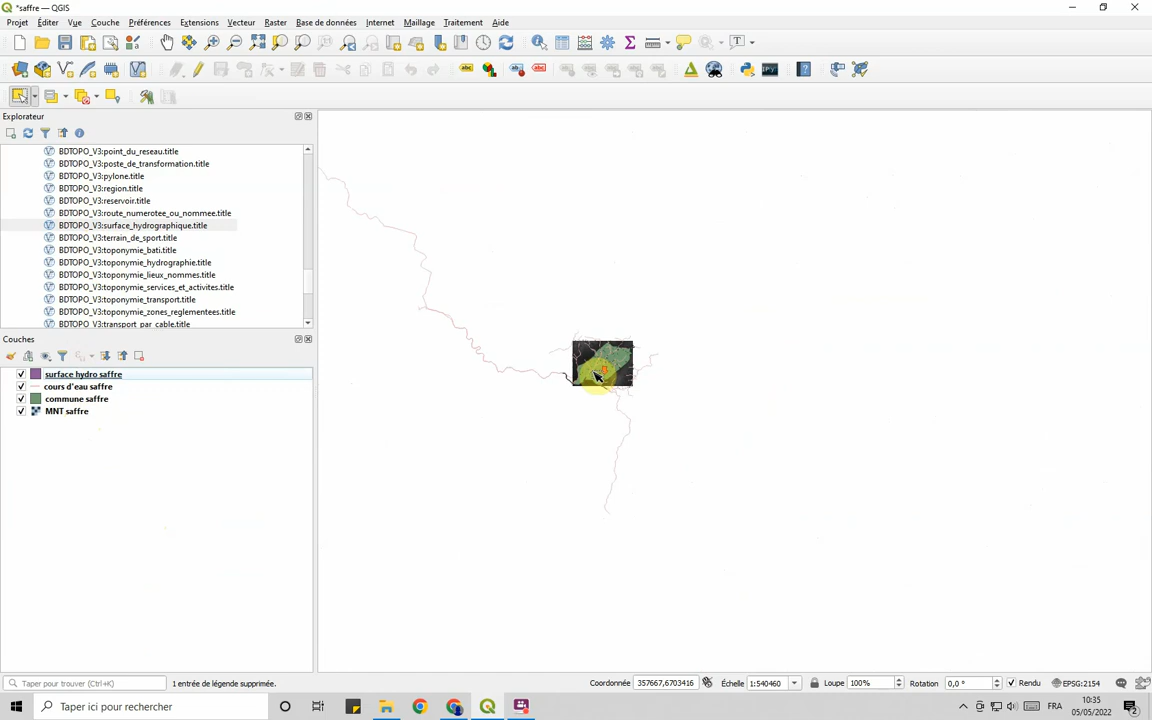 *saffre — QGIS
Projet Éditer Vue Couche Préférences Extensions Vecteur Raster Base de données Internet Maillage Traitement Aide
Explorateur
BDTOPO_V3:point_du_reseau.title
BDTOPO_V3:poste_de_transformation.title
BDTOPO_V3:pylone.title
BDTOPO_V3:region.title
BDTOPO_V3:reservoir.title
BDTOPO_V3:route_numerotee_ou_nommee.title
BDTOPO_V3:surface_hydrographique.title
BDTOPO_V3:terrain_de_sport.title
BDTOPO_V3:toponymie_bati.title
BDTOPO_V3:toponymie_hydrographie.title
BDTOPO_V3:toponymie_lieux_nommes.title
BDTOPO_V3:toponymie_services_et_activites.title
BDTOPO_V3:toponymie_transport.title
BDTOPO_V3:toponymie_zones_reglementees.title
BDTOPO_V3:transport_par_cable.title
Couches
surface hydro saffre
cours d'eau saffre
commune saffre
MNT saffre
Taper pour trouver (Ctrl+K) 1 entrée de légende supprimée. Coordonnée 357667,6703416 Échelle 1:540460 Loupe 100% Rotation 0,0 ° Rendu EPSG:2154
Taper ici pour rechercher FRA 10:35
05/05/2022